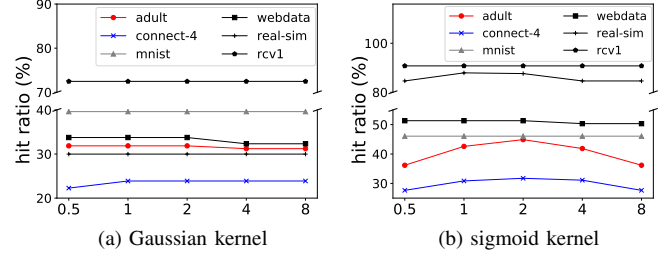 90
80
70
40
30
20
hit ratio (%)
adult
connect-4
mnist
webdata
real-sim
rcv1
0.5 1 2 4 8
(a) Gaussian kernel
100
80
50
40
30
hit ratio (%)
adult
connect-4
mnist
webdata
real-sim
rcv1
0.5 1 2 4 8
(b) sigmoid kernel